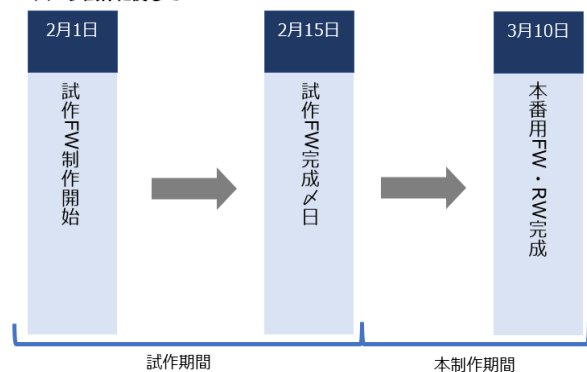 2月1日
試作FW制作開始
2月15日
試作FW完成〆日
3月10日
本番用FW・RW完成
試作期間
本制作期間